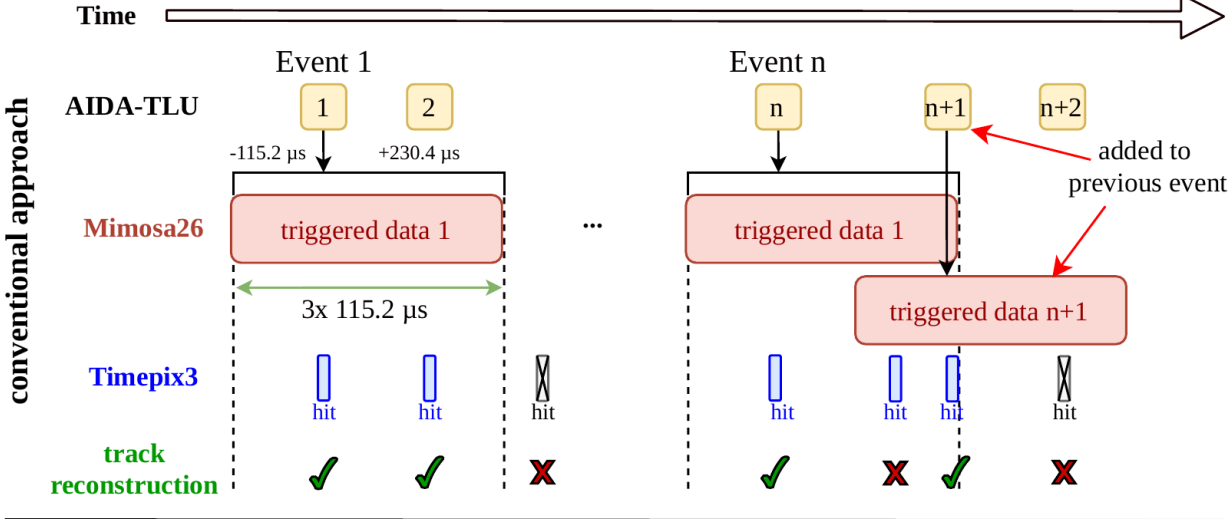 Time
Event 1
Event n
conventional approach
AIDA-TLU
1
2
n
n+1
n+2
-115.2 µs
+230.4 µs
added to
previous event
Mimosa26
triggered data 1
...
triggered data 1
3x 115.2 µs
triggered data n+1
Timepix3
hit
hit
hit
hit
hit
hit
hit
track
reconstruction